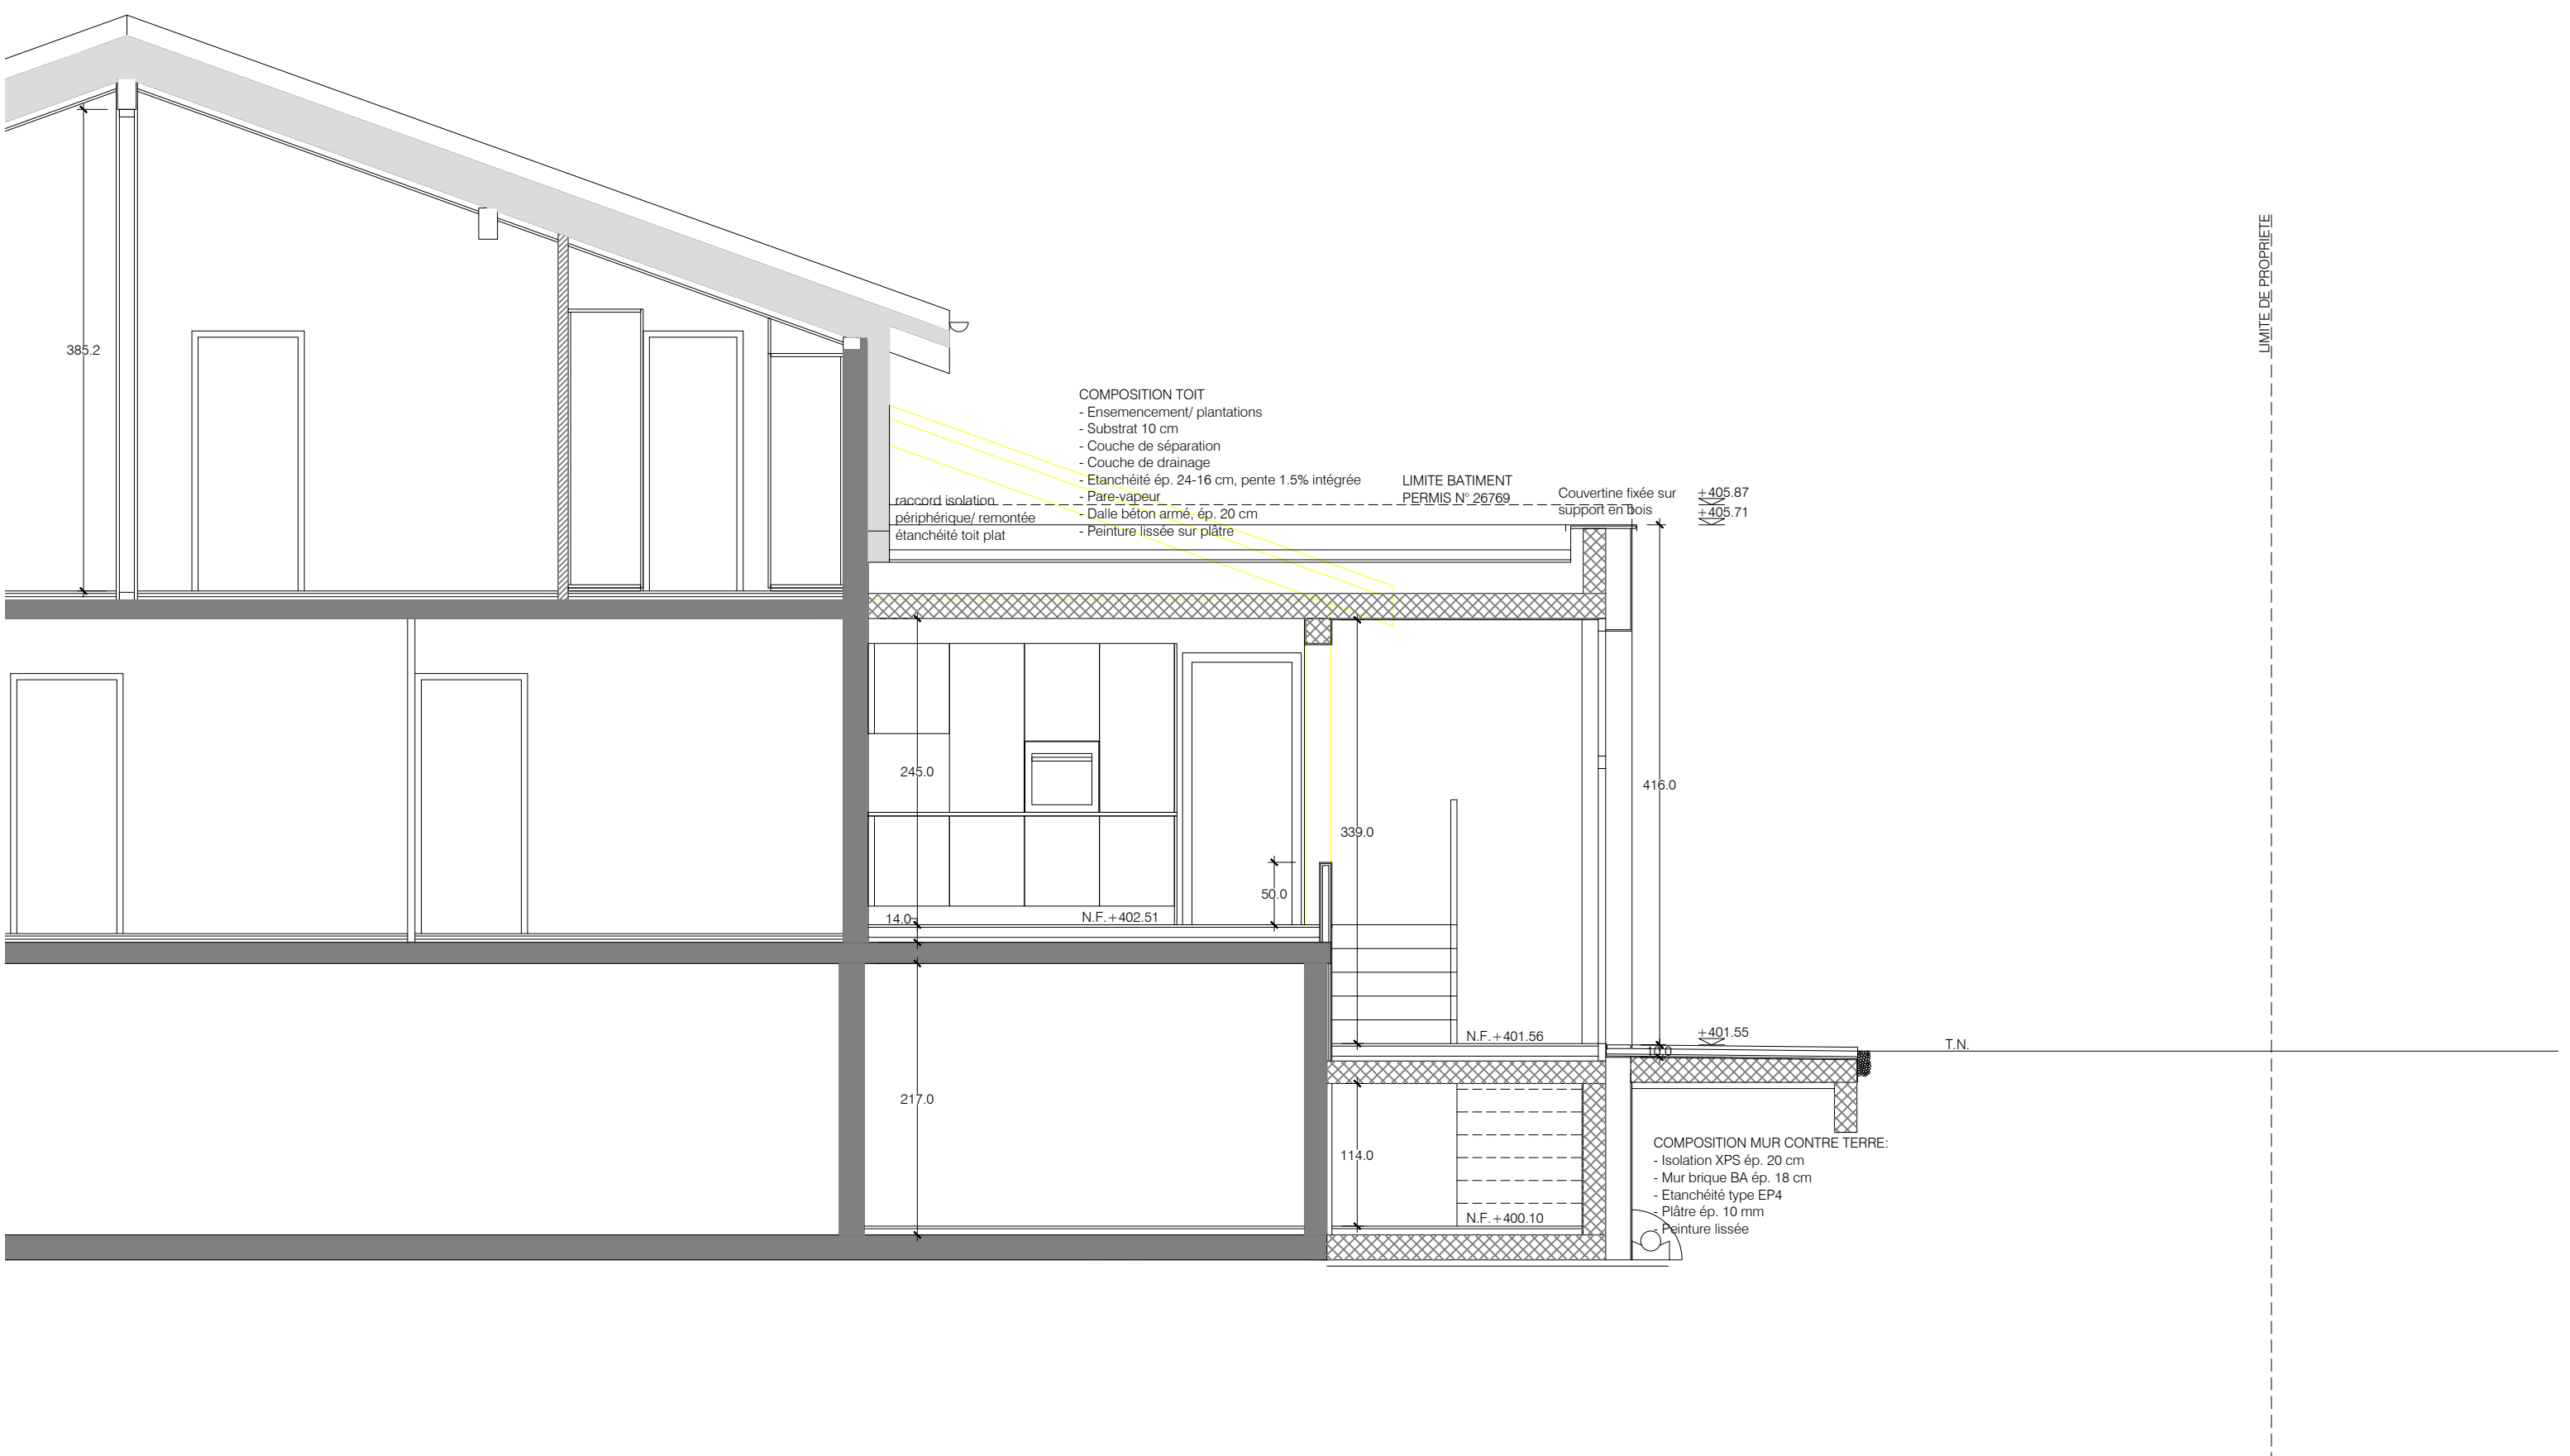 LIMITE DE PROPRIETE
385.2
COMPOSITION TOIT
- Ensemencement/ plantations
- Substrat 10 cm
- Couche de séparation
- Couche de drainage
- Etanchéité ép. 24-16 cm, pente 1.5% intégrée
- Pare-vapeur
- Dalle béton armé, ép. 20 cm
- Peinture lissée sur plâtre
LIMITE BATIMENT
PERMIS N° 26769
Couvertine fixée sur
support en bois
+405.87
+405.71
raccord isolation
périphérique/ remontée
étanchéité toit plat
245.0
416.0
339.0
50.0
14.0
N.F.+402.51
N.F.+401.56
+401.55
10.0
T.N.
217.0
114.0
COMPOSITION MUR CONTRE TERRE:
- Isolation XPS ép. 20 cm
- Mur brique BA ép. 18 cm
- Etanchéité type EP4
- Plâtre ép. 10 mm
- Peinture lissée
N.F.+400.10